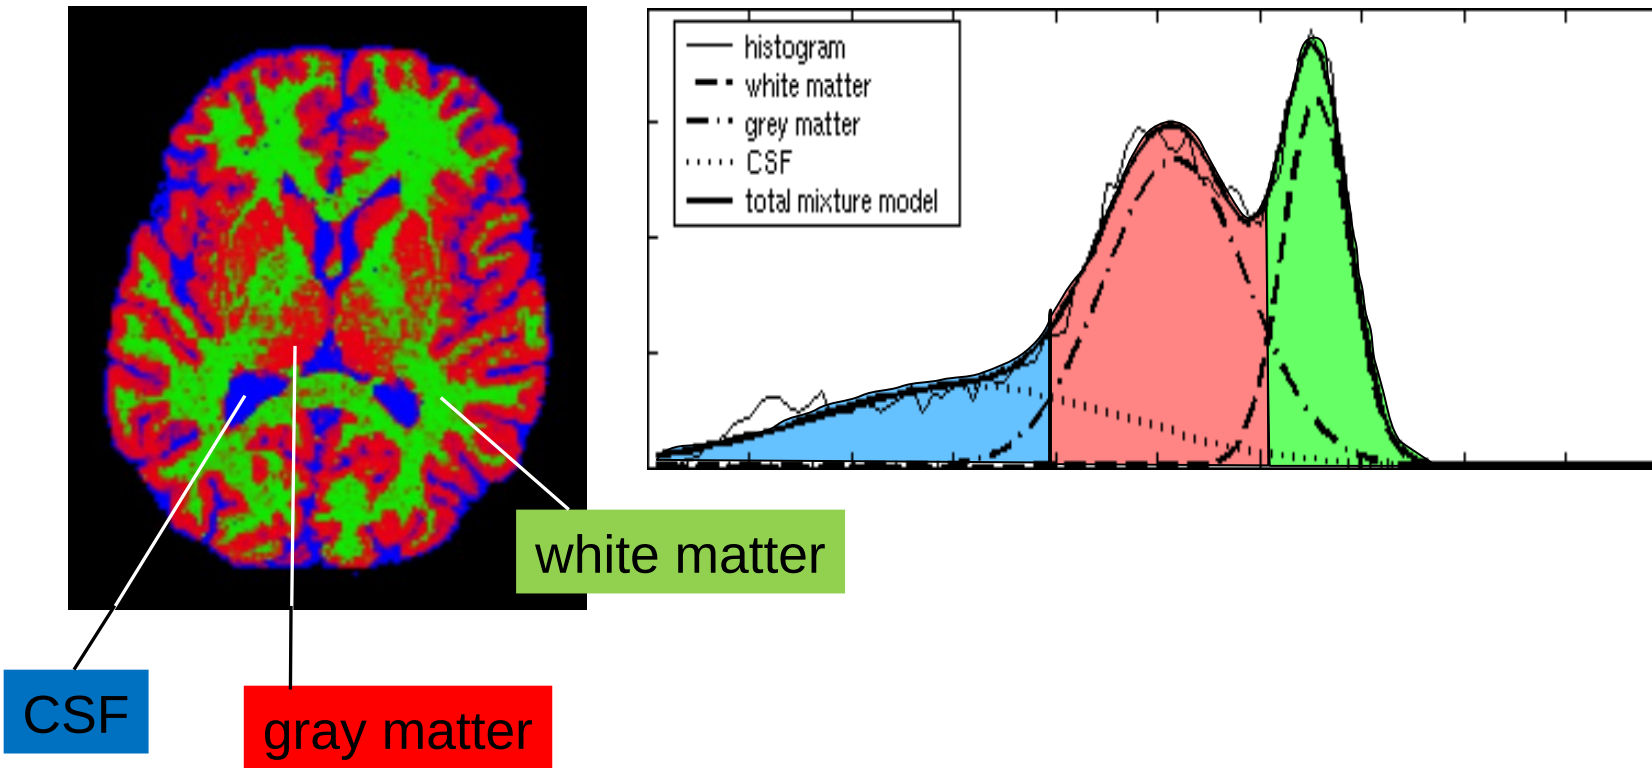 histogram
white matter
grey matter
CSF
total mixture model
white matter
CSF
gray matter